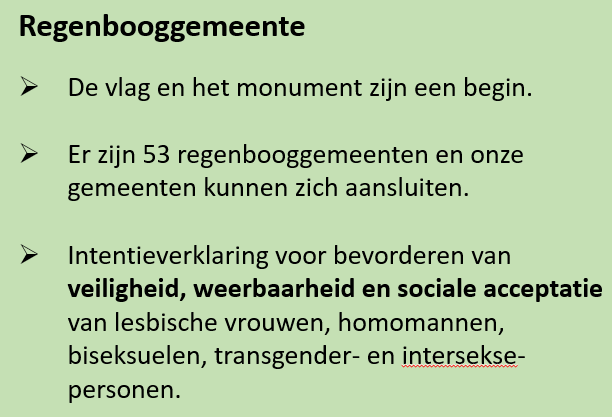 Regenbooggemeente
➢ De vlag en het monument zijn een begin.
➢ Er zijn 53 regenbooggemeenten en onze
gemeenten kunnen zich aansluiten.
➢ Intentieverklaring voor bevorderen van
veiligheid, weerbaarheid en sociale acceptatie
van lesbische vrouwen, homomannen,
biseksuelen, transgender- en intersekse-
personen.